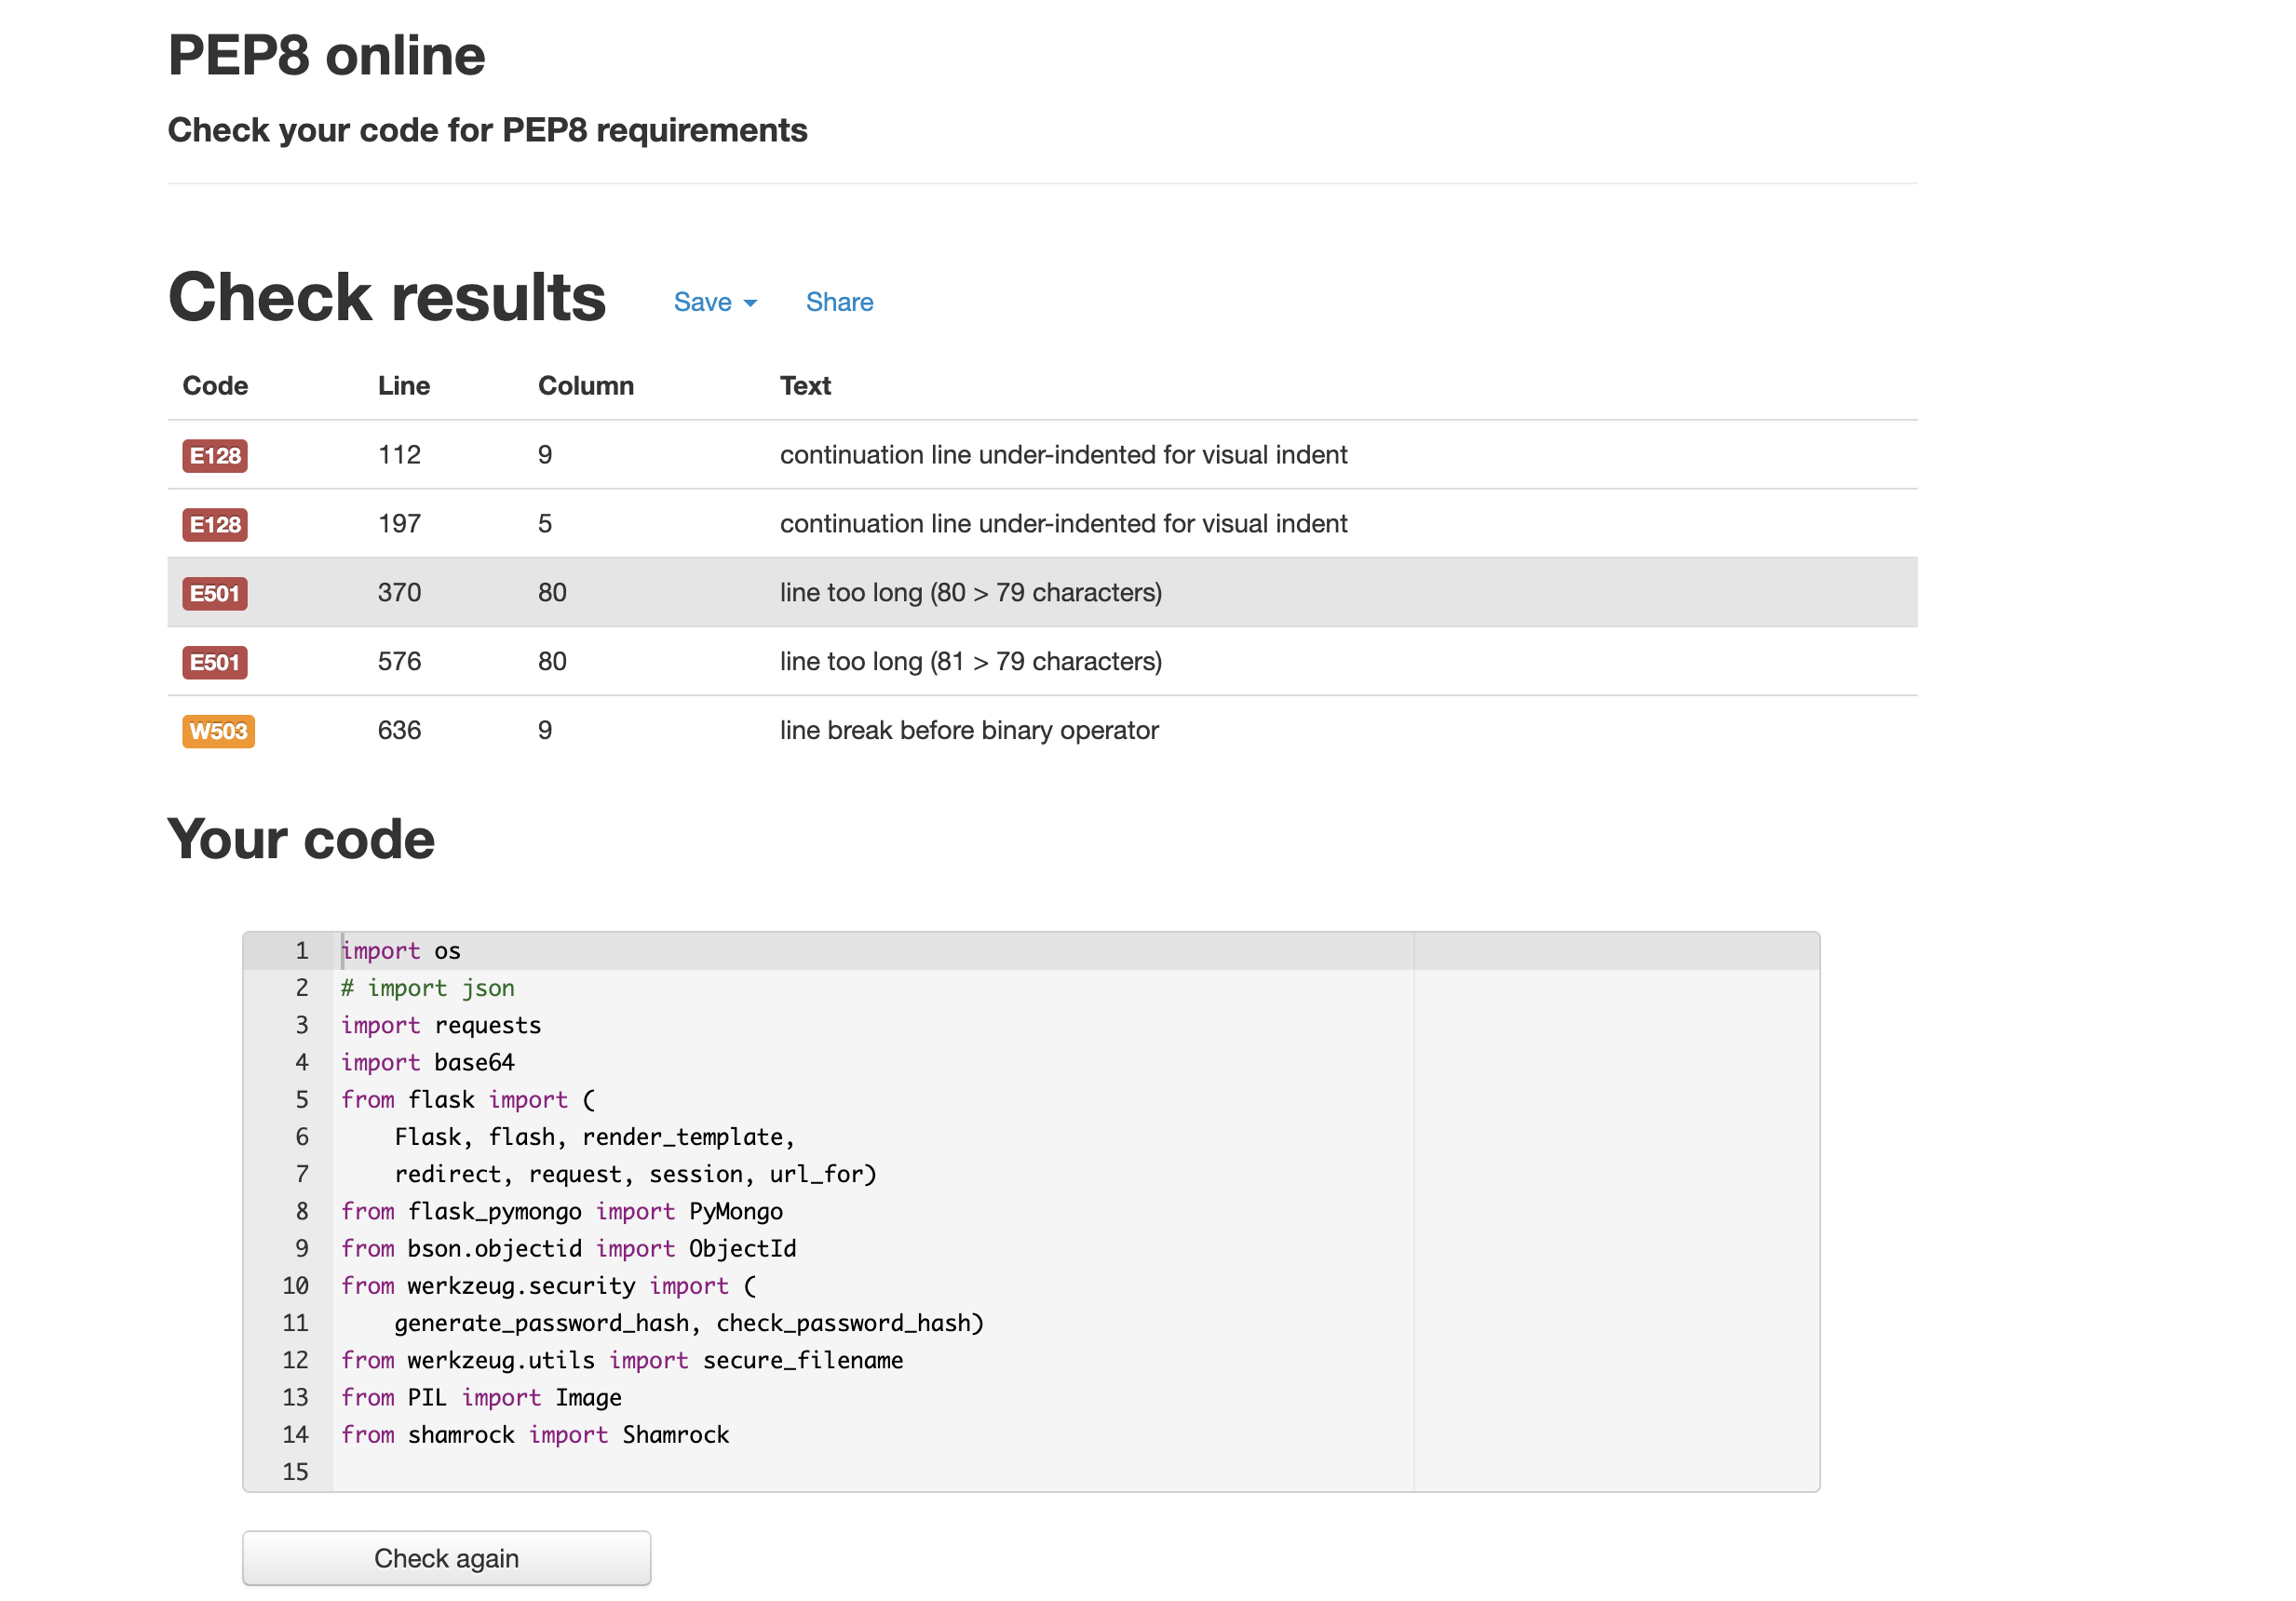 PEP8 online
Check your code for PEP8 requirements
Check results Save Share
Code Line Column Text
E128 112 9 continuation line under-indented for visual indent
E128 197 5 continuation line under-indented for visual indent
E501 370 80 line too long (80 > 79 characters)
E501 576 80 line too long (81 > 79 characters)
W503 636 9 line break before binary operator
Your code
1 import os
2 # import json
3 import requests
4 import base64
5 from flask import (
6     Flask, flash, render_template,
7     redirect, request, session, url_for)
8 from flask_pymongo import PyMongo
9 from bson.objectid import ObjectId
10 from werkzeug.security import (
11     generate_password_hash, check_password_hash)
12 from werkzeug.utils import secure_filename
13 from PIL import Image
14 from shamrock import Shamrock
15
Check again